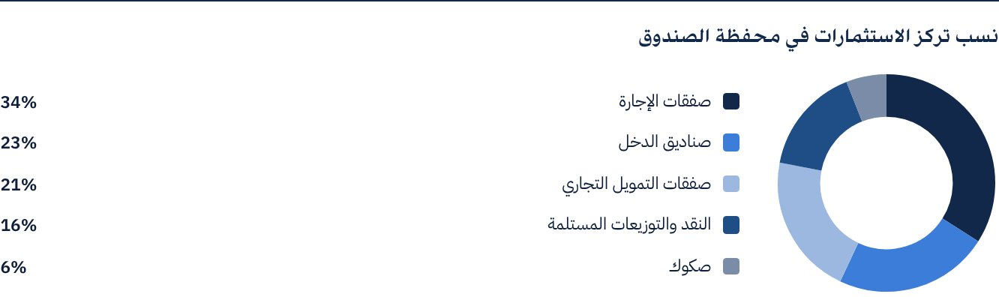 نسب تركز الاستثمارات في محفظة الصندوق
صفقات الإجارة 34%
صناديق الدخل 23%
صفقات التمويل التجاري 21%
النقد والتوزيعات المستلمة 16%
صكوك 6%